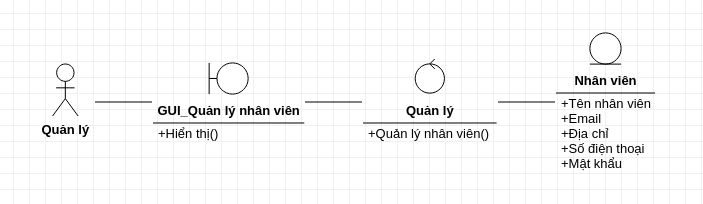 Quản lý
GUI_Quản lý nhân viên
+Hiển thị()
Quản lý
+Quản lý nhân viên()
Nhân viên
+Tên nhân viên
+Email
+Địa chỉ
+Số điện thoại
+Mật khẩu